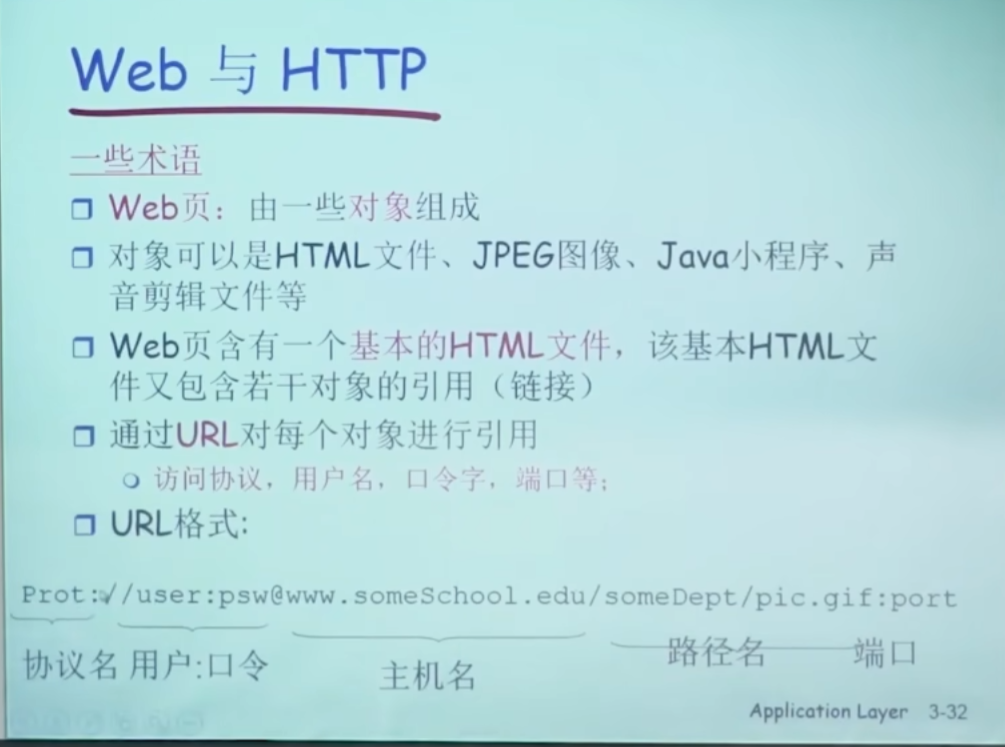 Web 与 HTTP
一些术语
Web页：由一些对象组成
对象可以是HTML文件、JPEG图像、Java小程序、声
音剪辑文件等
Web页含有一个基本的HTML文件，该基本HTML文
件又包含若干对象的引用（链接）
通过URL对每个对象进行引用
访问协议，用户名，口令字，端口等；
URL格式:
Prot://user:psw@www.someSchool.edu/someDept/pic.gif:port
协议名 用户:口令 主机名 路径名 端口
Application Layer 3-32